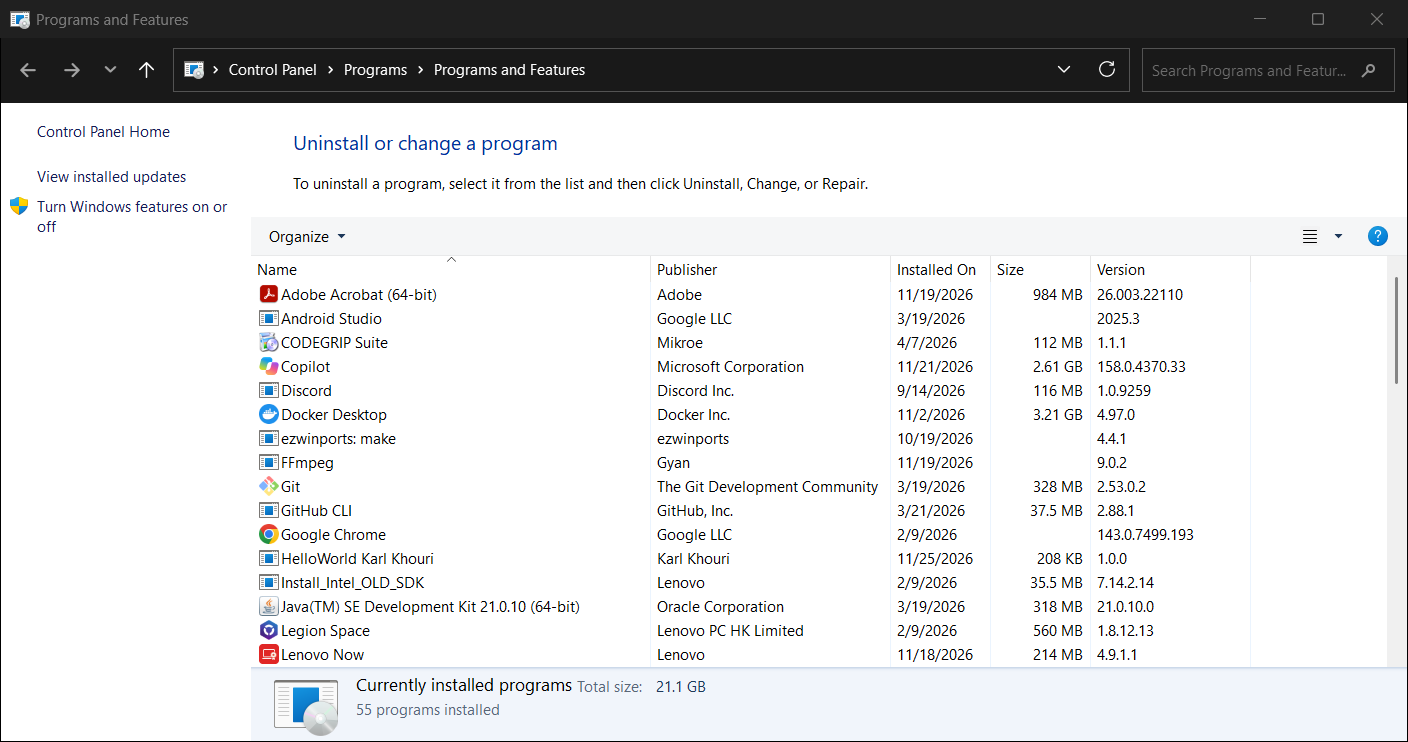 Programs and Features
Control Panel > Programs > Programs and Features
Search Programs and Featur...
Control Panel Home
View installed updates
Turn Windows features on or
off
Uninstall or change a program
To uninstall a program, select it from the list and then click Uninstall, Change, or Repair.
Organize
Name Publisher Installed On Size Version
Adobe Acrobat (64-bit) Adobe 11/19/2026 984 MB 26.003.22110
Android Studio Google LLC 3/19/2026 2025.3
CODEGRIP Suite Mikroe 4/7/2026 112 MB 1.1.1
Copilot Microsoft Corporation 11/21/2026 2.61 GB 158.0.4370.33
Discord Discord Inc. 9/14/2026 116 MB 1.0.9259
Docker Desktop Docker Inc. 11/2/2026 3.21 GB 4.97.0
ezwinports: make ezwinports 10/19/2026 4.4.1
FFmpeg Gyan 11/19/2026 9.0.2
Git The Git Development Community 3/19/2026 328 MB 2.53.0.2
GitHub CLI GitHub, Inc. 3/21/2026 37.5 MB 2.88.1
Google Chrome Google LLC 2/9/2026 143.0.7499.193
HelloWorld Karl Khouri Karl Khouri 11/25/2026 208 KB 1.0.0
Install_Intel_OLD_SDK Lenovo 2/9/2026 35.5 MB 7.14.2.14
Java(TM) SE Development Kit 21.0.10 (64-bit) Oracle Corporation 3/19/2026 318 MB 21.0.10.0
Legion Space Lenovo PC HK Limited 2/9/2026 560 MB 1.8.12.13
Lenovo Now Lenovo 11/18/2026 214 MB 4.9.1.1
Currently installed programs Total size: 21.1 GB
55 programs installed